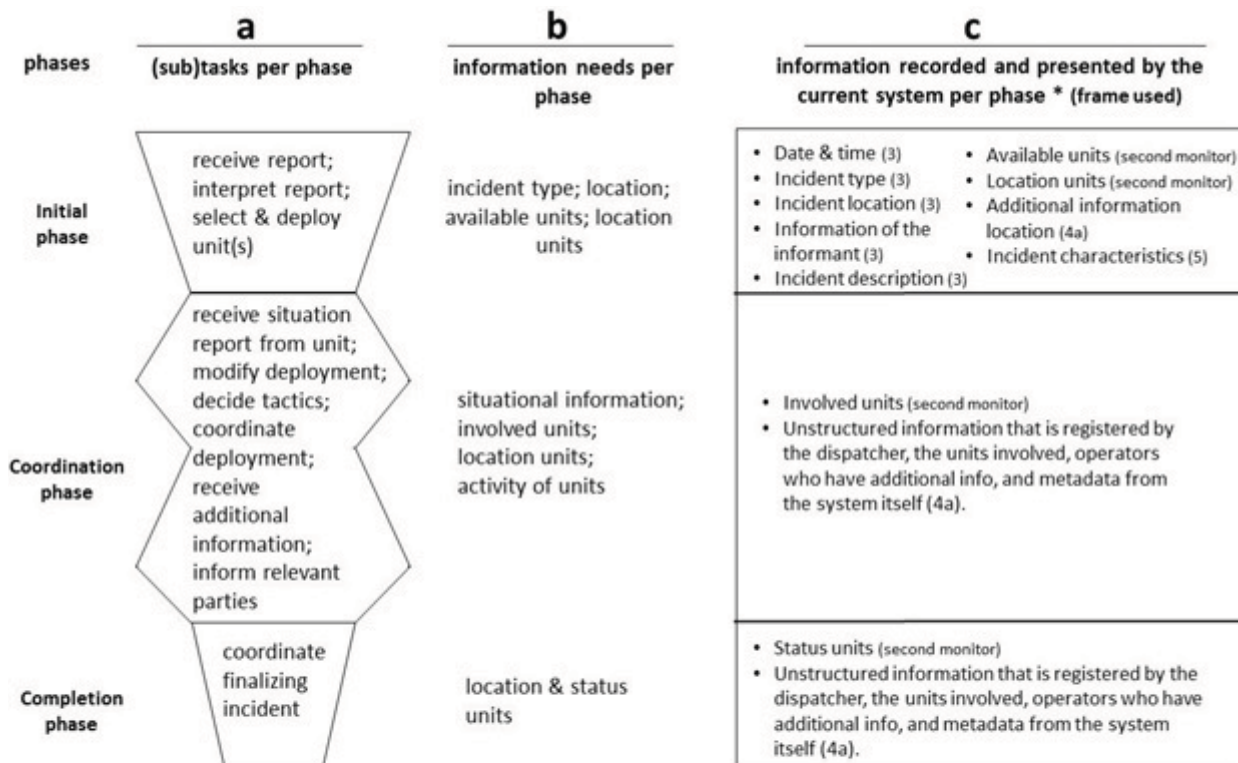 a
b
c
phases
(sub)tasks per phase
information needs per
phase
information recorded and presented by the
current system per phase * (frame used)
Initial
phase
receive report;
interpret report;
select & deploy
unit(s)
incident type; location;
available units; location
units
• Date & time (3)
• Incident type (3)
• Incident location (3)
• Information of the
informant (3)
• Incident description (3)
• Available units (second monitor)
• Location units (second monitor)
• Additional information
location (4a)
• Incident characteristics (5)
Coordination
phase
receive situation
report from unit;
modify deployment;
decide tactics;
coordinate
deployment;
receive
additional
information;
inform relevant
parties
situational information;
involved units;
location units;
activity of units
• Involved units (second monitor)
• Unstructured information that is registered by
the dispatcher, the units involved, operators
who have additional info, and metadata from
the system itself (4a).
Completion
phase
coordinate
finalizing
incident
location & status
units
• Status units (second monitor)
• Unstructured information that is registered by the
dispatcher, the units involved, operators who have
additional info, and metadata from the system
itself (4a).